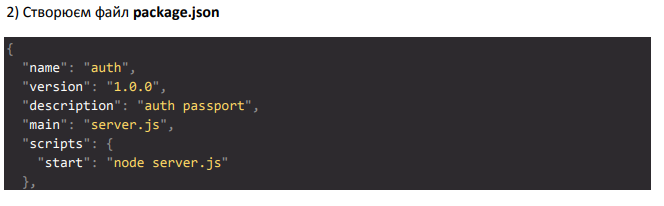 2) Створюєм файл package.json
{
"name": "auth",
"version": "1.0.0",
"description": "auth passport",
"main": "server.js",
"scripts": {
"start": "node server.js"
},